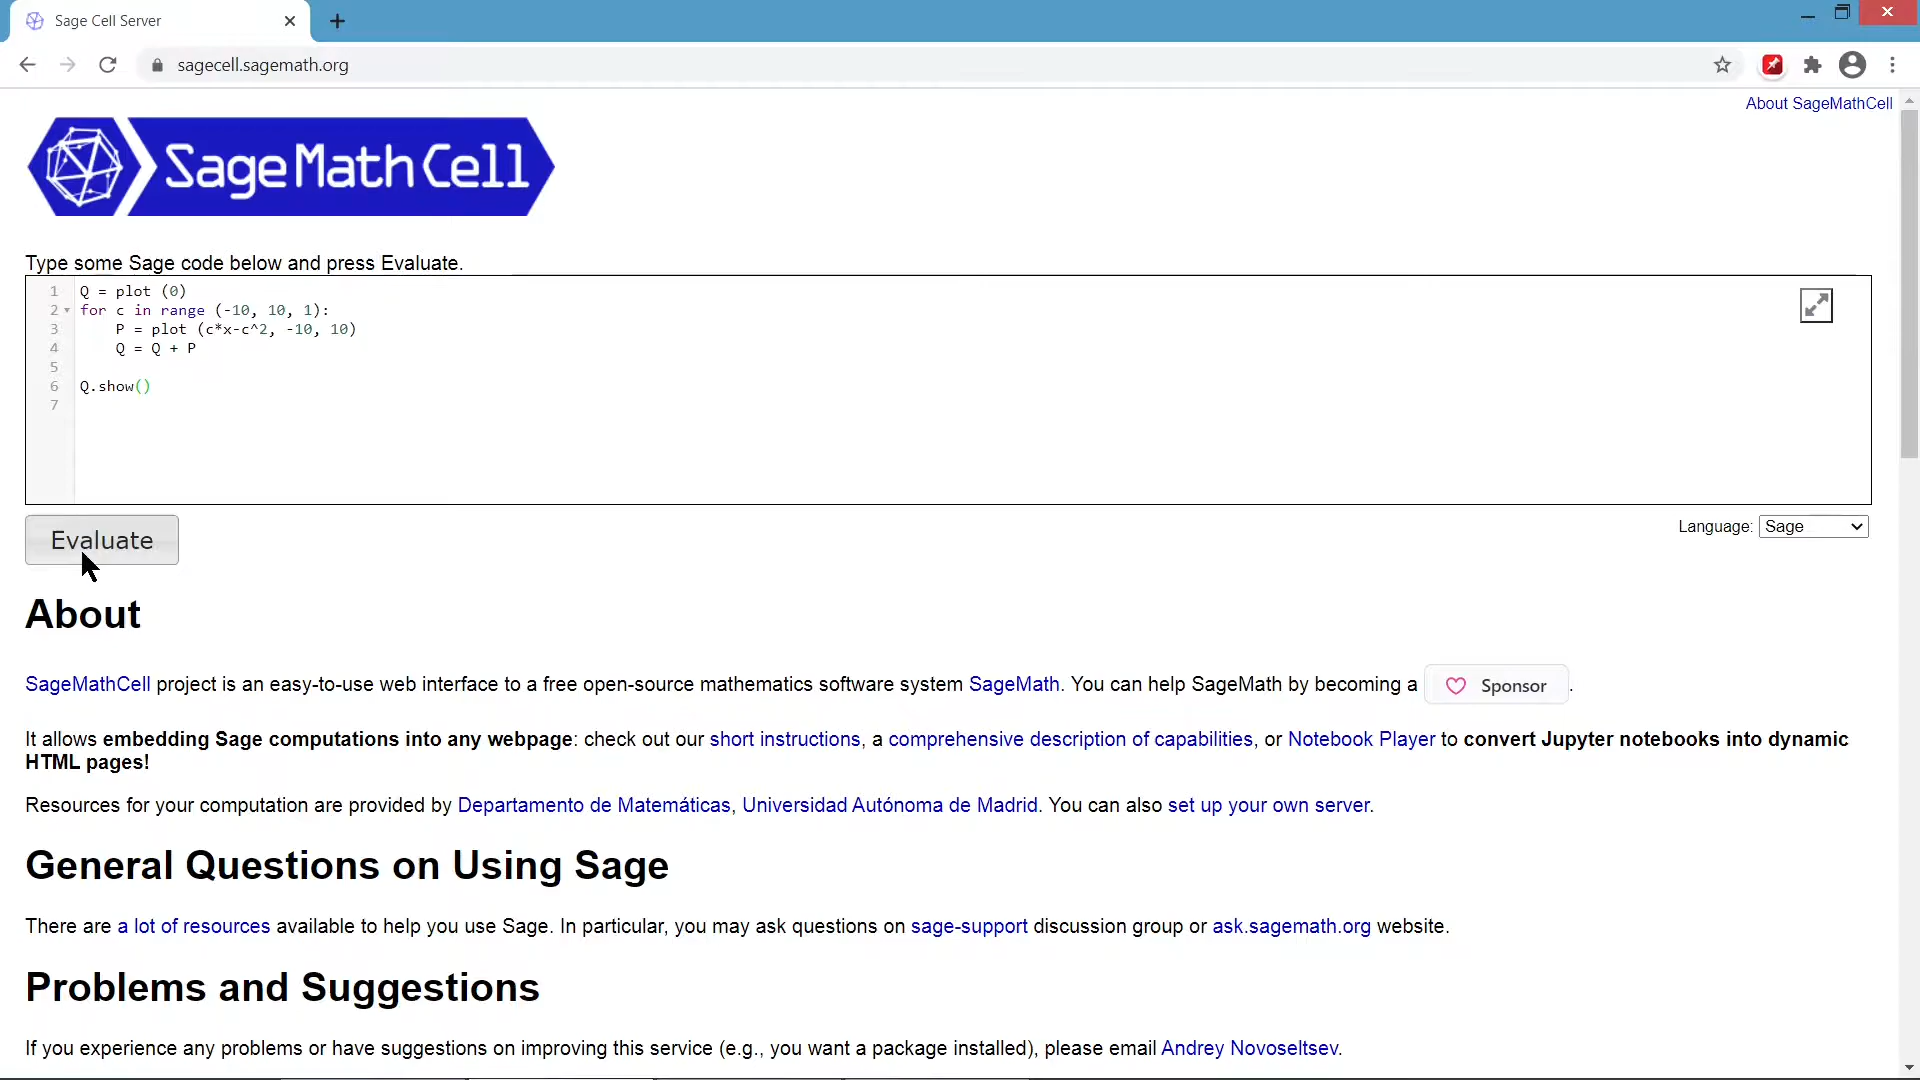 Sage Cell Server
sagecell.sagemath.org
About SageMathCell
SageMathCell
Type some Sage code below and press Evaluate.
1 Q = plot (0)
2 for c in range (-10, 10, 1):
3 P = plot (c*x-c^2, -10, 10)
4 Q = Q + P
5
6 Q.show()
7
Evaluate
Language: Sage
About
SageMathCell project is an easy-to-use web interface to a free open-source mathematics software system SageMath. You can help SageMath by becoming a Sponsor.
It allows embedding Sage computations into any webpage: check out our short instructions, a comprehensive description of capabilities, or Notebook Player to convert Jupyter notebooks into dynamic
HTML pages!
Resources for your computation are provided by Departamento de Matemáticas, Universidad Autónoma de Madrid. You can also set up your own server.
General Questions on Using Sage
There are a lot of resources available to help you use Sage. In particular, you may ask questions on sage-support discussion group or ask.sagemath.org website.
Problems and Suggestions
If you experience any problems or have suggestions on improving this service (e.g., you want a package installed), please email Andrey Novoseltsev.